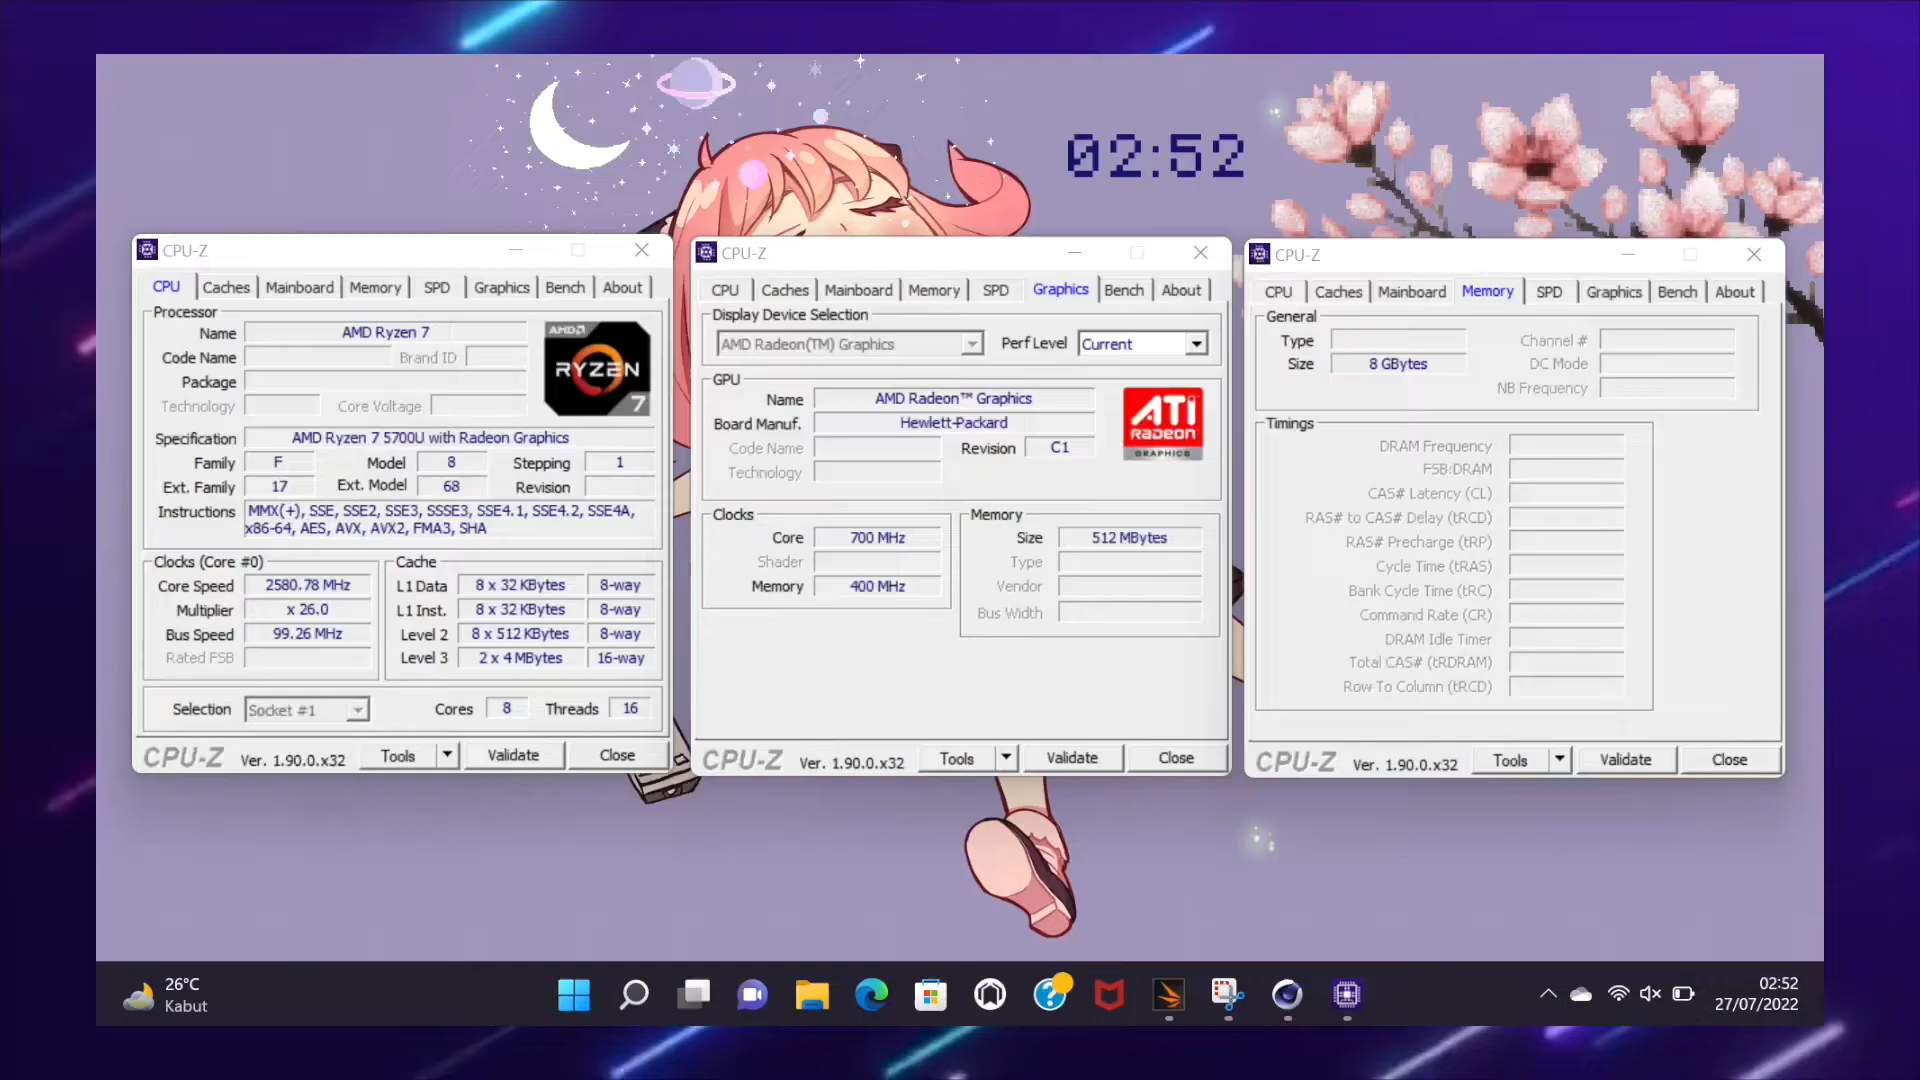 02:52
CPU-Z
CPU Caches Mainboard Memory SPD Graphics Bench About
Processor
Name AMD Ryzen 7
Code Name Brand ID
Package
Technology Core Voltage
AMD
RYZEN
7
Specification AMD Ryzen 7 5700U with Radeon Graphics
Family F Model 8 Stepping 1
Ext. Family 17 Ext. Model 68 Revision
Instructions MMX(+), SSE, SSE2, SSE3, SSSE3, SSE4.1, SSE4.2, SSE4A,
x86-64, AES, AVX, AVX2, FMA3, SHA
Clocks (Core #0)
Core Speed 2580.78 MHz
Multiplier x 26.0
Bus Speed 99.26 MHz
Rated FSB
Cache
L1 Data 8 x 32 KBytes 8-way
L1 Inst. 8 x 32 KBytes 8-way
Level 2 8 x 512 KBytes 8-way
Level 3 2 x 4 MBytes 16-way
Selection Socket #1 Cores 8 Threads 16
CPU-Z Ver. 1.90.0.x32 Tools Validate Close
CPU-Z
CPU Caches Mainboard Memory SPD Graphics Bench About
Display Device Selection
AMD Radeon(TM) Graphics Perf Level Current
GPU
Name AMD Radeon™ Graphics
Board Manuf. Hewlett-Packard
Code Name Revision C1
Technology
ATI
RADEON
GRAPHICS
Clocks
Core 700 MHz
Shader
Memory 400 MHz
Memory
Size 512 MBytes
Type
Vendor
Bus Width
CPU-Z Ver. 1.90.0.x32 Tools Validate Close
CPU-Z
CPU Caches Mainboard Memory SPD Graphics Bench About
General
Type Channel #
Size 8 GBytes DC Mode
NB Frequency
Timings
DRAM Frequency
FSB:DRAM
CAS# Latency (CL)
RAS# to CAS# Delay (tRCD)
RAS# Precharge (tRP)
Cycle Time (tRAS)
Bank Cycle Time (tRC)
Command Rate (CR)
DRAM Idle Timer
Total CAS# (tRDRAM)
Row To Column (tRCD)
CPU-Z Ver. 1.90.0.x32 Tools Validate Close
26°C
Kabut
02:52
27/07/2022